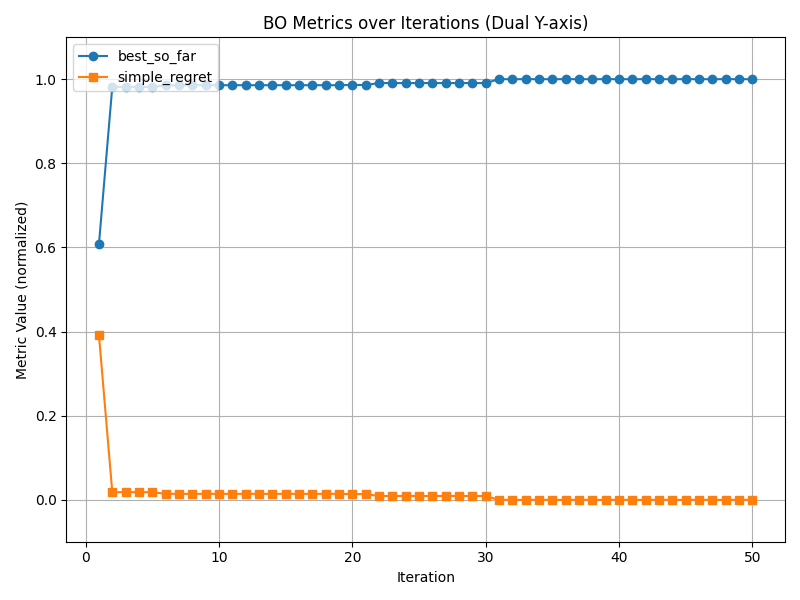 BO Metrics over Iterations (Dual Y-axis)
best_so_far
simple_regret
Metric Value (normalized)
1.0
0.8
0.6
0.4
0.2
0.0
0 10 20 30 40 50
Iteration